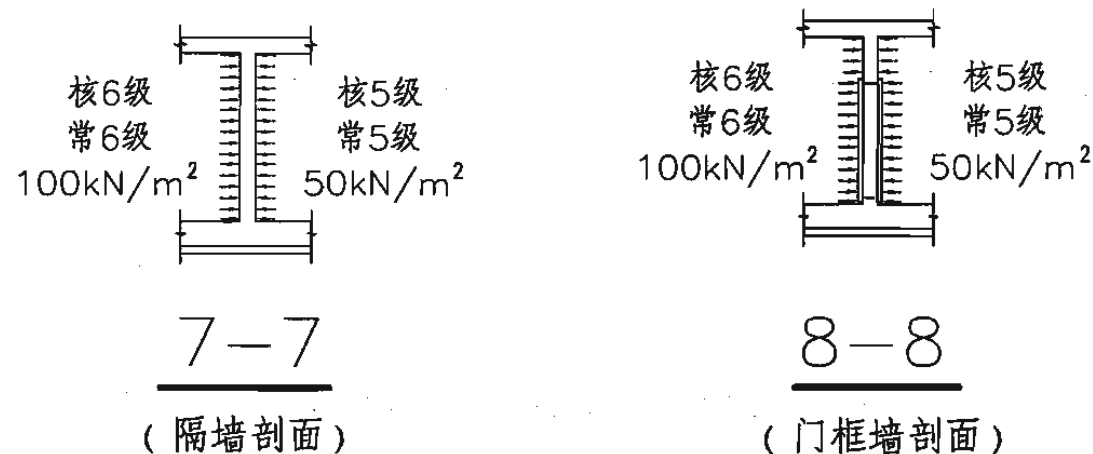 核6级
常6级
100kN/m²
核5级
常5级
50kN/m²
7-7
(隔墙剖面)
核6级
常6级
100kN/m²
核5级
常5级
50kN/m²
8-8
(门框墙剖面)